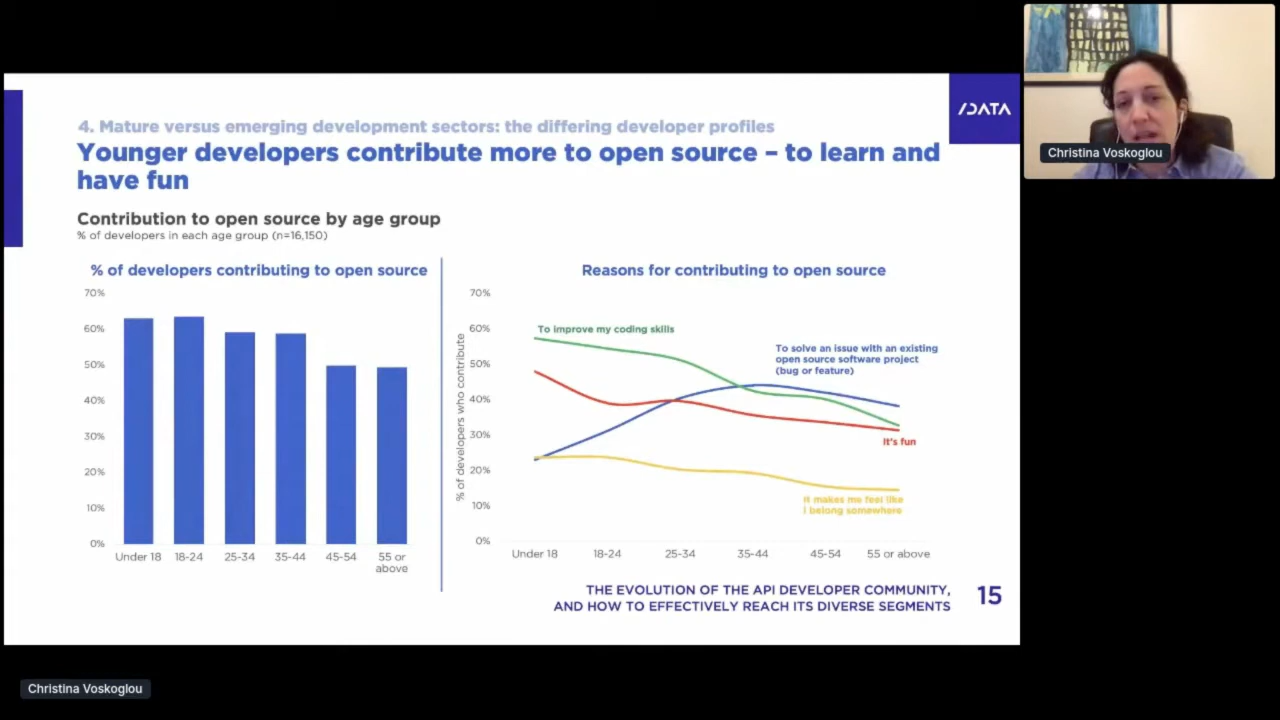 /DATA
Christina Voskoglou
4. Mature versus emerging development sectors: the differing developer profiles
Younger developers contribute more to open source – to learn and
have fun
Contribution to open source by age group
% of developers in each age group (n=16,150)
% of developers contributing to open source
70%
60%
50%
40%
30%
20%
10%
0%
Under 18
18-24
25-34
35-44
45-54
55 or
above
Reasons for contributing to open source
% of developers who contribute
70%
60%
50%
40%
30%
20%
10%
0%
To improve my coding skills
To solve an issue with an existing
open source software project
(bug or feature)
It's fun
It makes me feel like
I belong somewhere
Under 18
18-24
25-34
35-44
45-54
55 or above
THE EVOLUTION OF THE API DEVELOPER COMMUNITY,
AND HOW TO EFFECTIVELY REACH ITS DIVERSE SEGMENTS
15
Christina Voskoglou